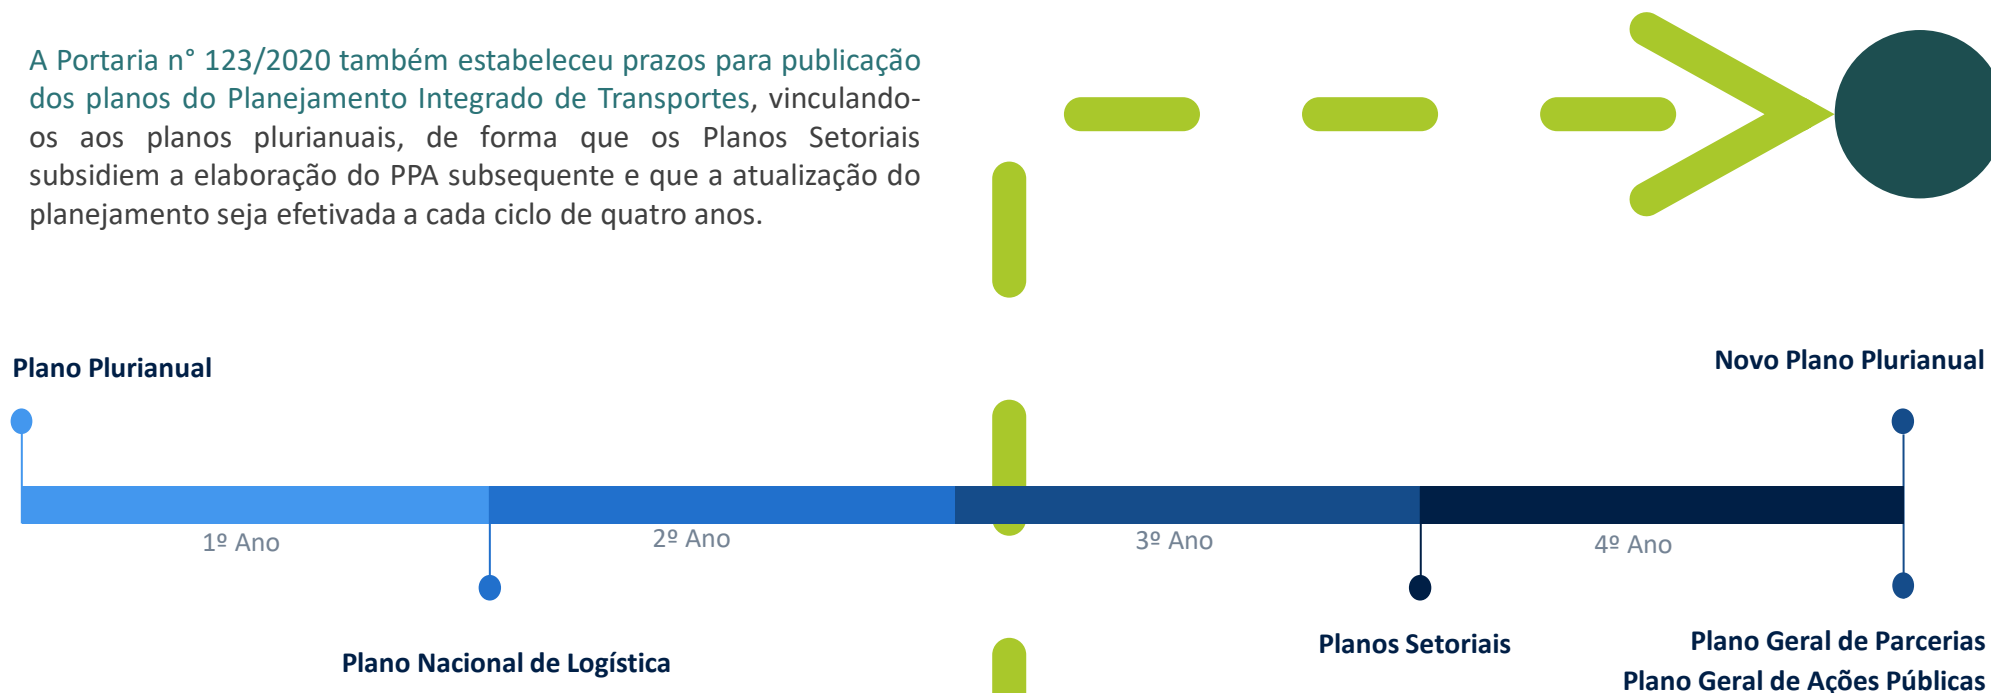 A Portaria n° 123/2020 também estabeleceu prazos para publicação
dos planos do Planejamento Integrado de Transportes, vinculando-
os aos planos plurianuais, de forma que os Planos Setoriais
subsidiem a elaboração do PPA subsequente e que a atualização do
planejamento seja efetivada a cada ciclo de quatro anos.
Plano Plurianual
Novo Plano Plurianual
1º Ano
2º Ano
3º Ano
4º Ano
Plano Nacional de Logística
Planos Setoriais
Plano Geral de Parcerias
Plano Geral de Ações Públicas